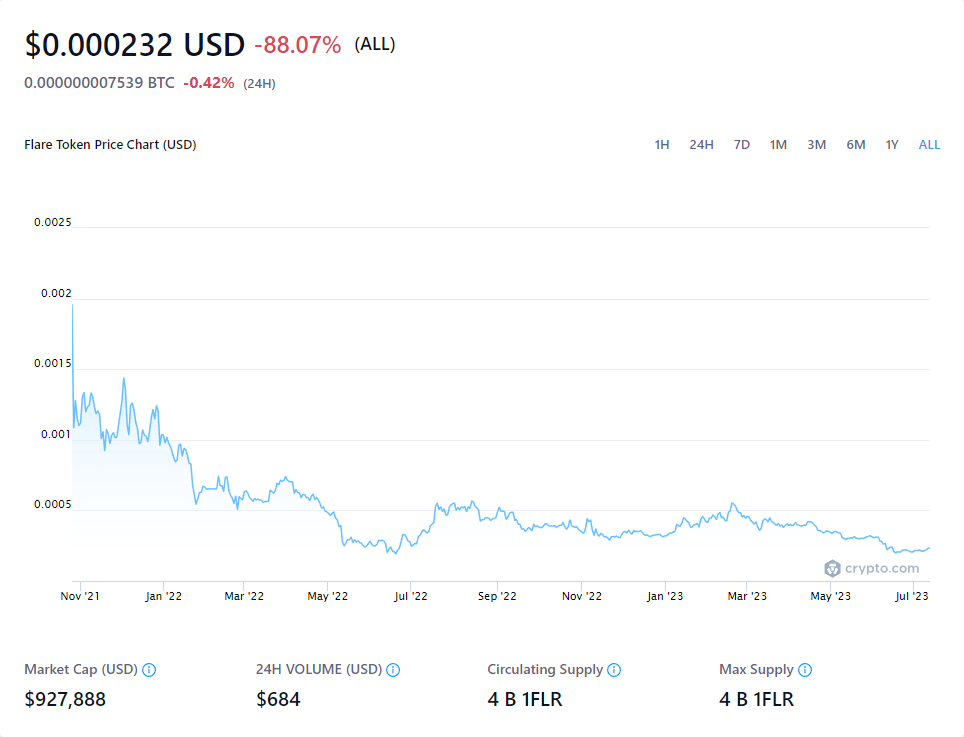 $0.000232 USD -88.07% (ALL)
0.000000007539 BTC -0.42% (24H)
Flare Token Price Chart (USD) 1H 24H 7D 1M 3M 6M 1Y ALL
0.0025
0.002
0.0015
0.001
0.0005
crypto.com
Nov '21 Jan '22 Mar '22 May '22 Jul '22 Sep '22 Nov '22 Jan '23 Mar '23 May '23 Jul '23
Market Cap (USD) 24H VOLUME (USD) Circulating Supply Max Supply
$927,888 $684 4 B 1FLR 4 B 1FLR